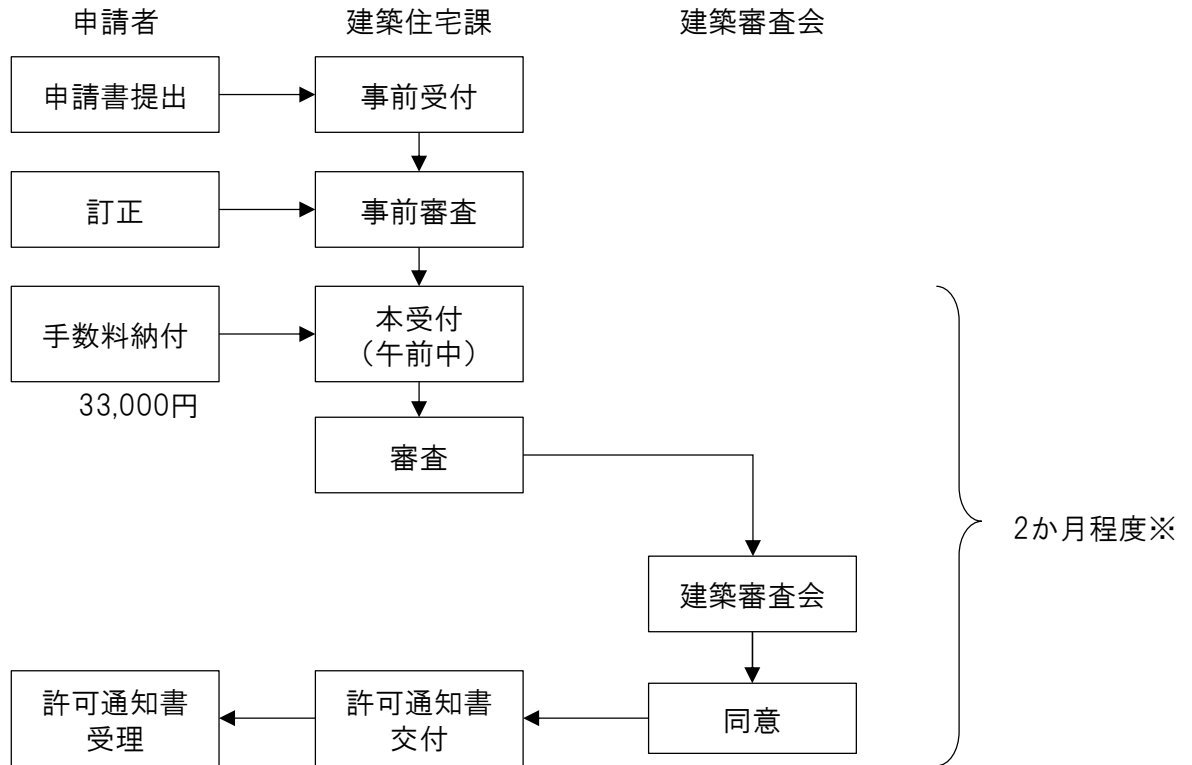 申請者
建築住宅課
建築審査会
申請書提出
事前受付
訂正
事前審査
手数料納付
本受付
（午前中）
33,000円
審査
2か月程度※
建築審査会
許可通知書
受理
許可通知書
交付
同意